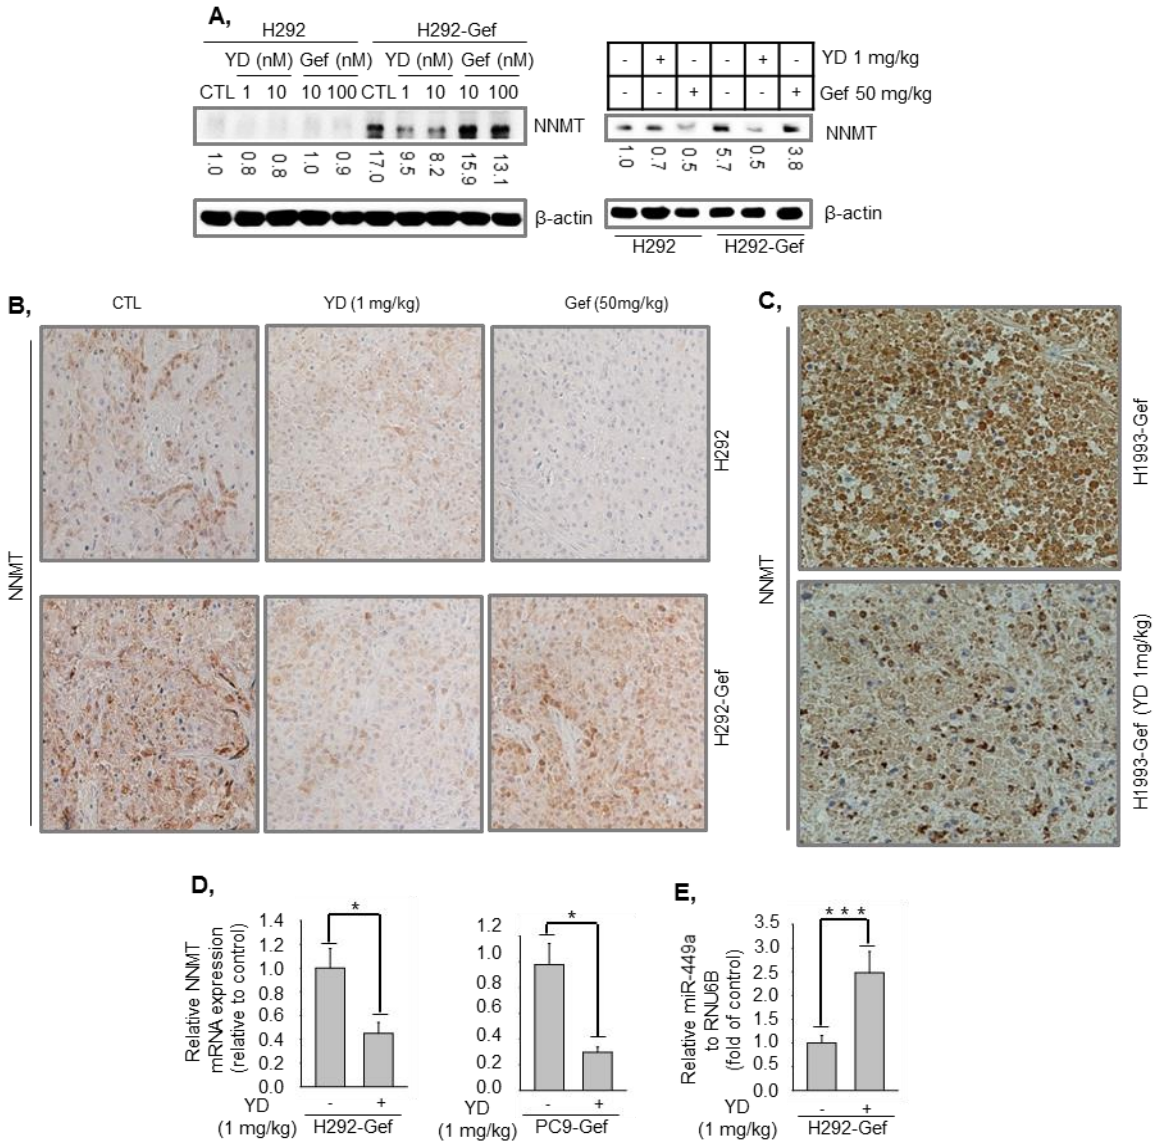 A,
H292 H292-Gef
YD (nM) Gef (nM) YD (nM) Gef (nM)
CTL 1 10 10 100 CTL 1 10 10 100
NNMT
1.0 0.8 0.8 1.0 0.9 17.0 9.5 8.2 15.9 13.1
β-actin
- + - - + - YD 1 mg/kg
- - + - - + Gef 50 mg/kg
NNMT
1.0 0.7 0.5 5.7 0.5 3.8
β-actin
H292 H292-Gef
B,
CTL YD (1 mg/kg) Gef (50mg/kg)
NNMT
H292
H292-Gef
C,
NNMT
H1993-Gef
H1993-Gef (YD 1mg/kg)
D,
Relative NNMT
mRNA expression
(relative to control)
1.4
1.2
1.0
0.8
0.6
0.4
0.2
0.0
*
YD - +
(1 mg/kg) H292-Gef
1.2
1.0
0.8
0.6
0.4
0.2
0.0
*
YD - +
(1 mg/kg) PC9-Gef
E,
Relative miR-449a
to RNU6B
(fold of control)
3.5
3.0
2.5
2.0
1.5
1.0
0.5
0.0
***
YD - +
(1 mg/kg) H292-Gef